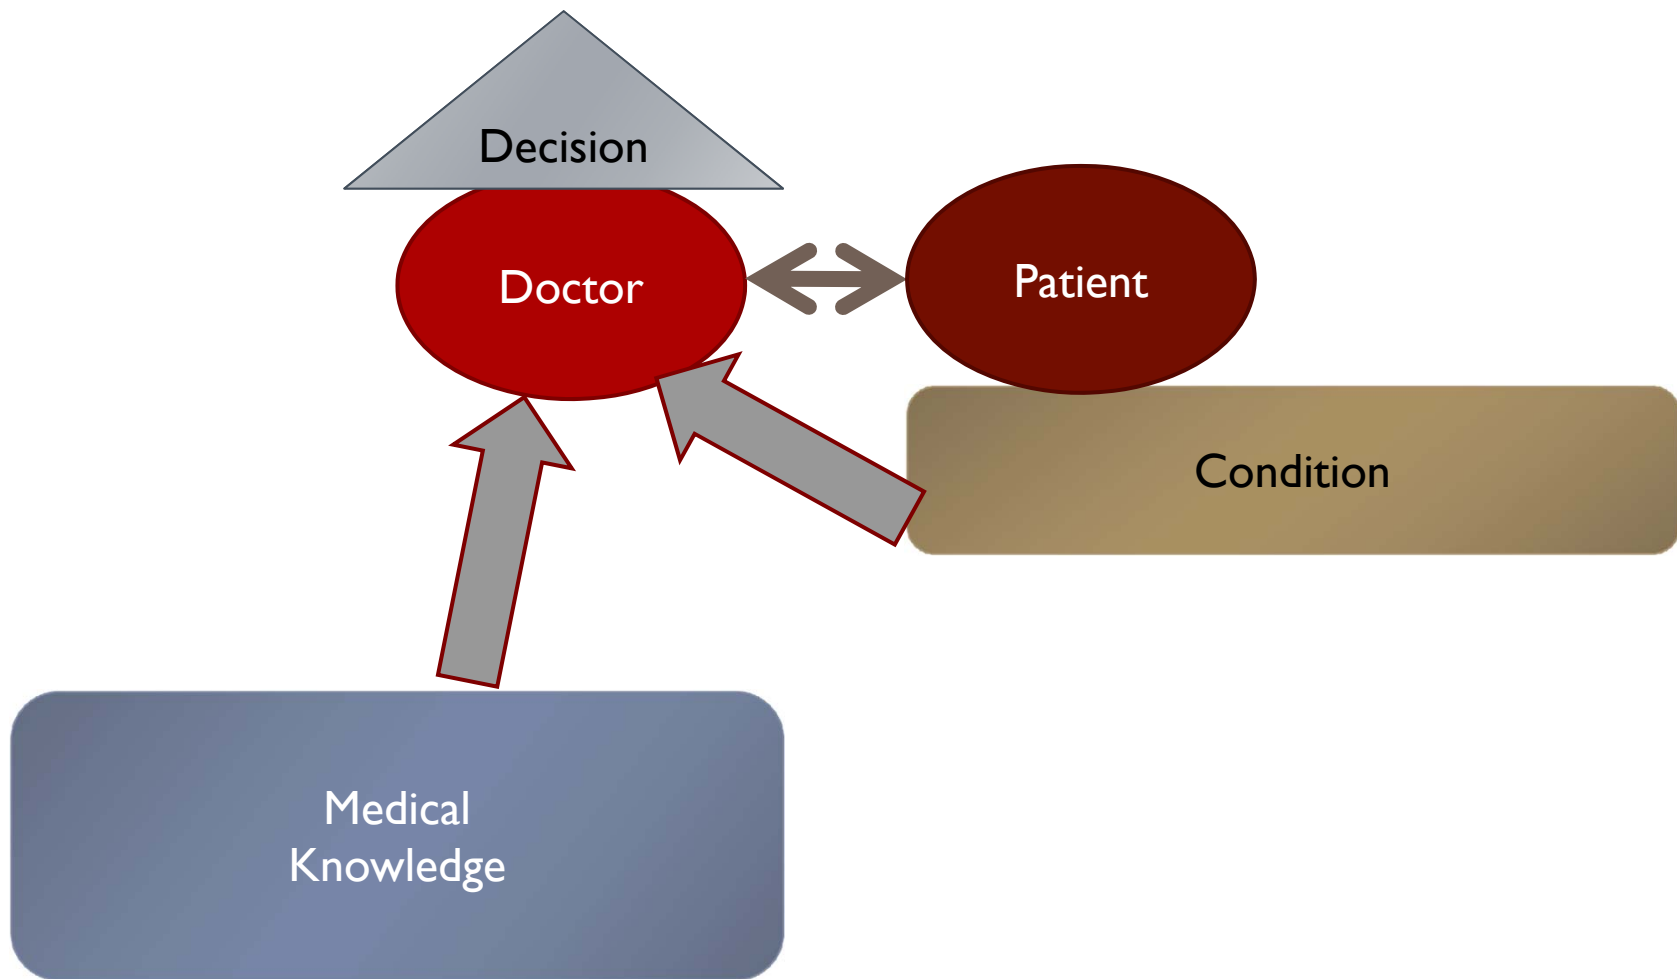 Decision
Doctor
Patient
Condition
Medical
Knowledge